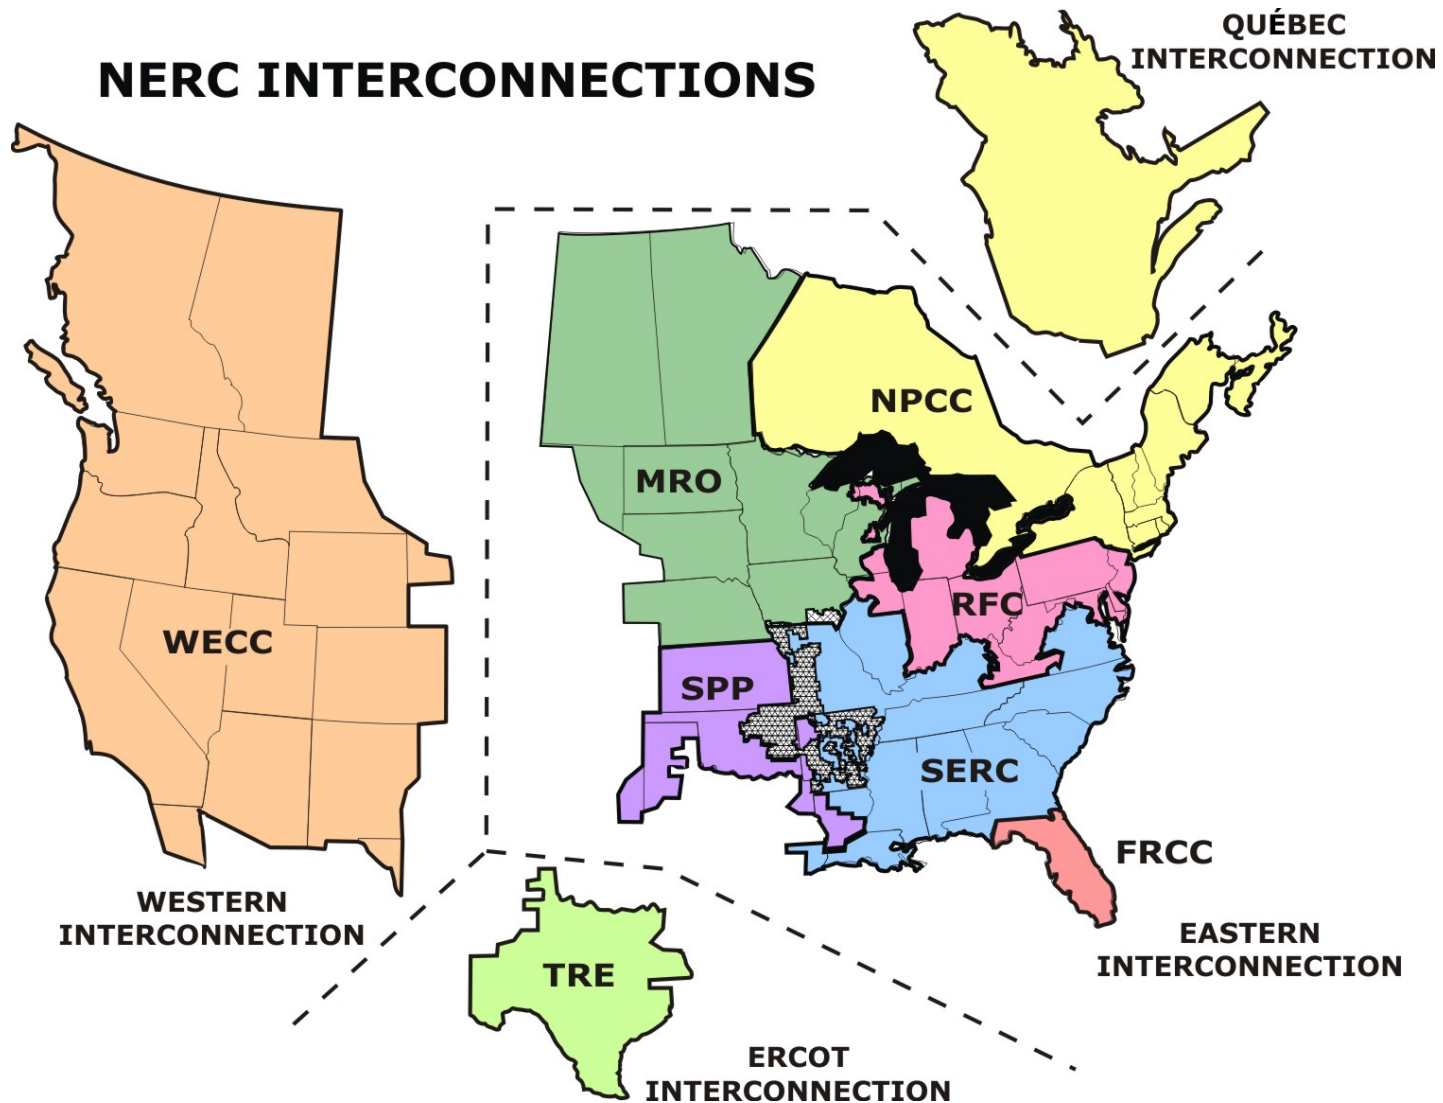 QUÉBEC
INTERCONNECTION
NERC INTERCONNECTIONS
NPCC
MRO
RFC
WECC
SPP
SERC
FRCC
WESTERN
INTERCONNECTION
EASTERN
INTERCONNECTION
TRE
ERCOT
INTERCONNECTION